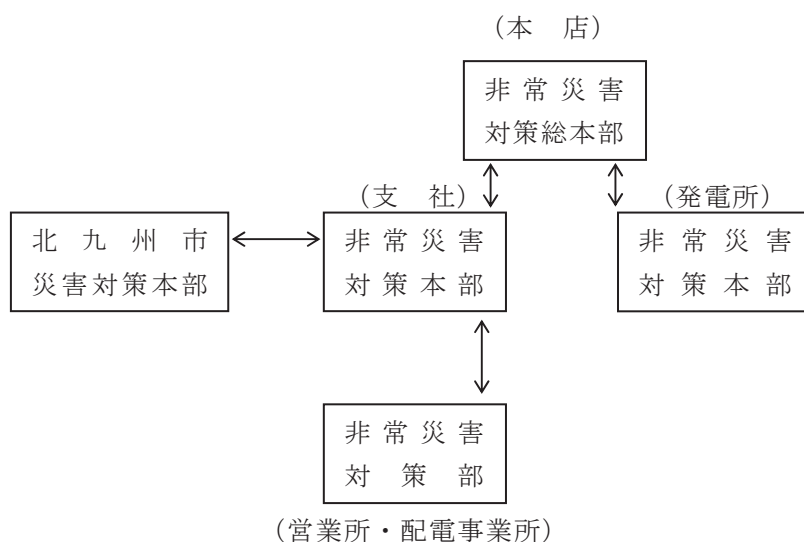 （本　店）
非常災害
対策総本部
（支　社）
（発電所）
北九州市
災害対策本部
非常災害
対策本部
非常災害
対策本部
非常災害
対策部
（営業所・配電事業所）